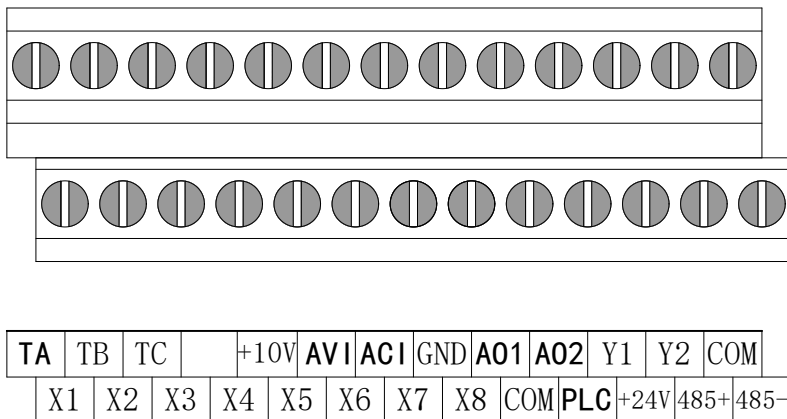 TA TB TC +10V AVI ACI GND AO1 AO2 Y1 Y2 COM
X1 X2 X3 X4 X5 X6 X7 X8 COM PLC +24V 485+ 485-